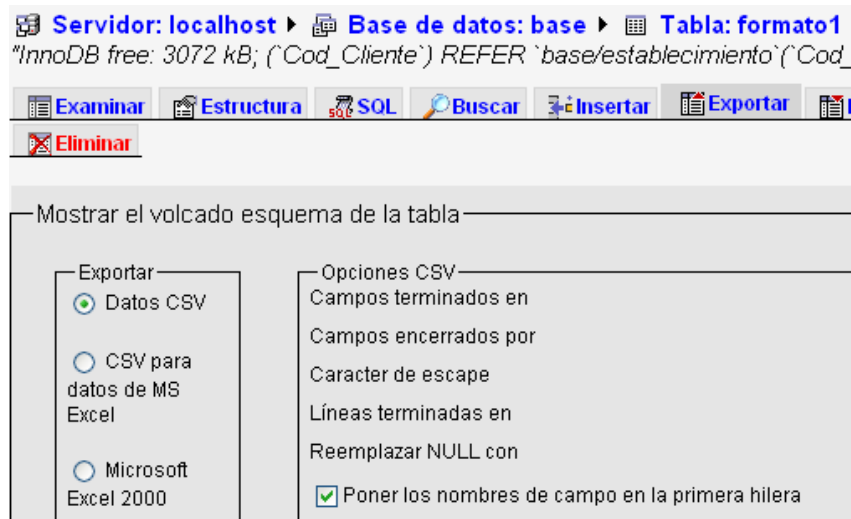 Servidor: localhost Base de datos: base Tabla: formato1
"InnoDB free: 3072 kB; (`Cod_Cliente`) REFER `base/establecimiento`(`Cod_
Examinar Estructura SQL Buscar Insertar Exportar
Eliminar
Mostrar el volcado esquema de la tabla
Exportar
Datos CSV
CSV para
datos de MS
Excel
Microsoft
Excel 2000
Opciones CSV
Campos terminados en
Campos encerrados por
Caracter de escape
Líneas terminadas en
Reemplazar NULL con
Poner los nombres de campo en la primera hilera